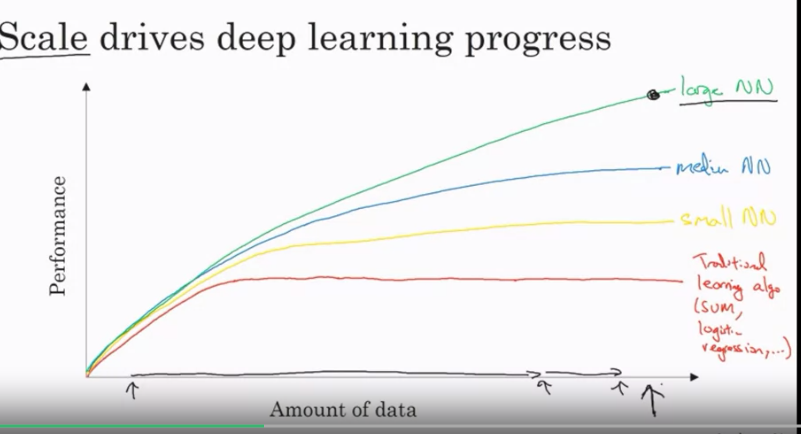 Scale drives deep learning progress
large NN
medium NN
small NN
Traditional
learning algo
(SVM,
logistic
regression,...)
Performance
Amount of data